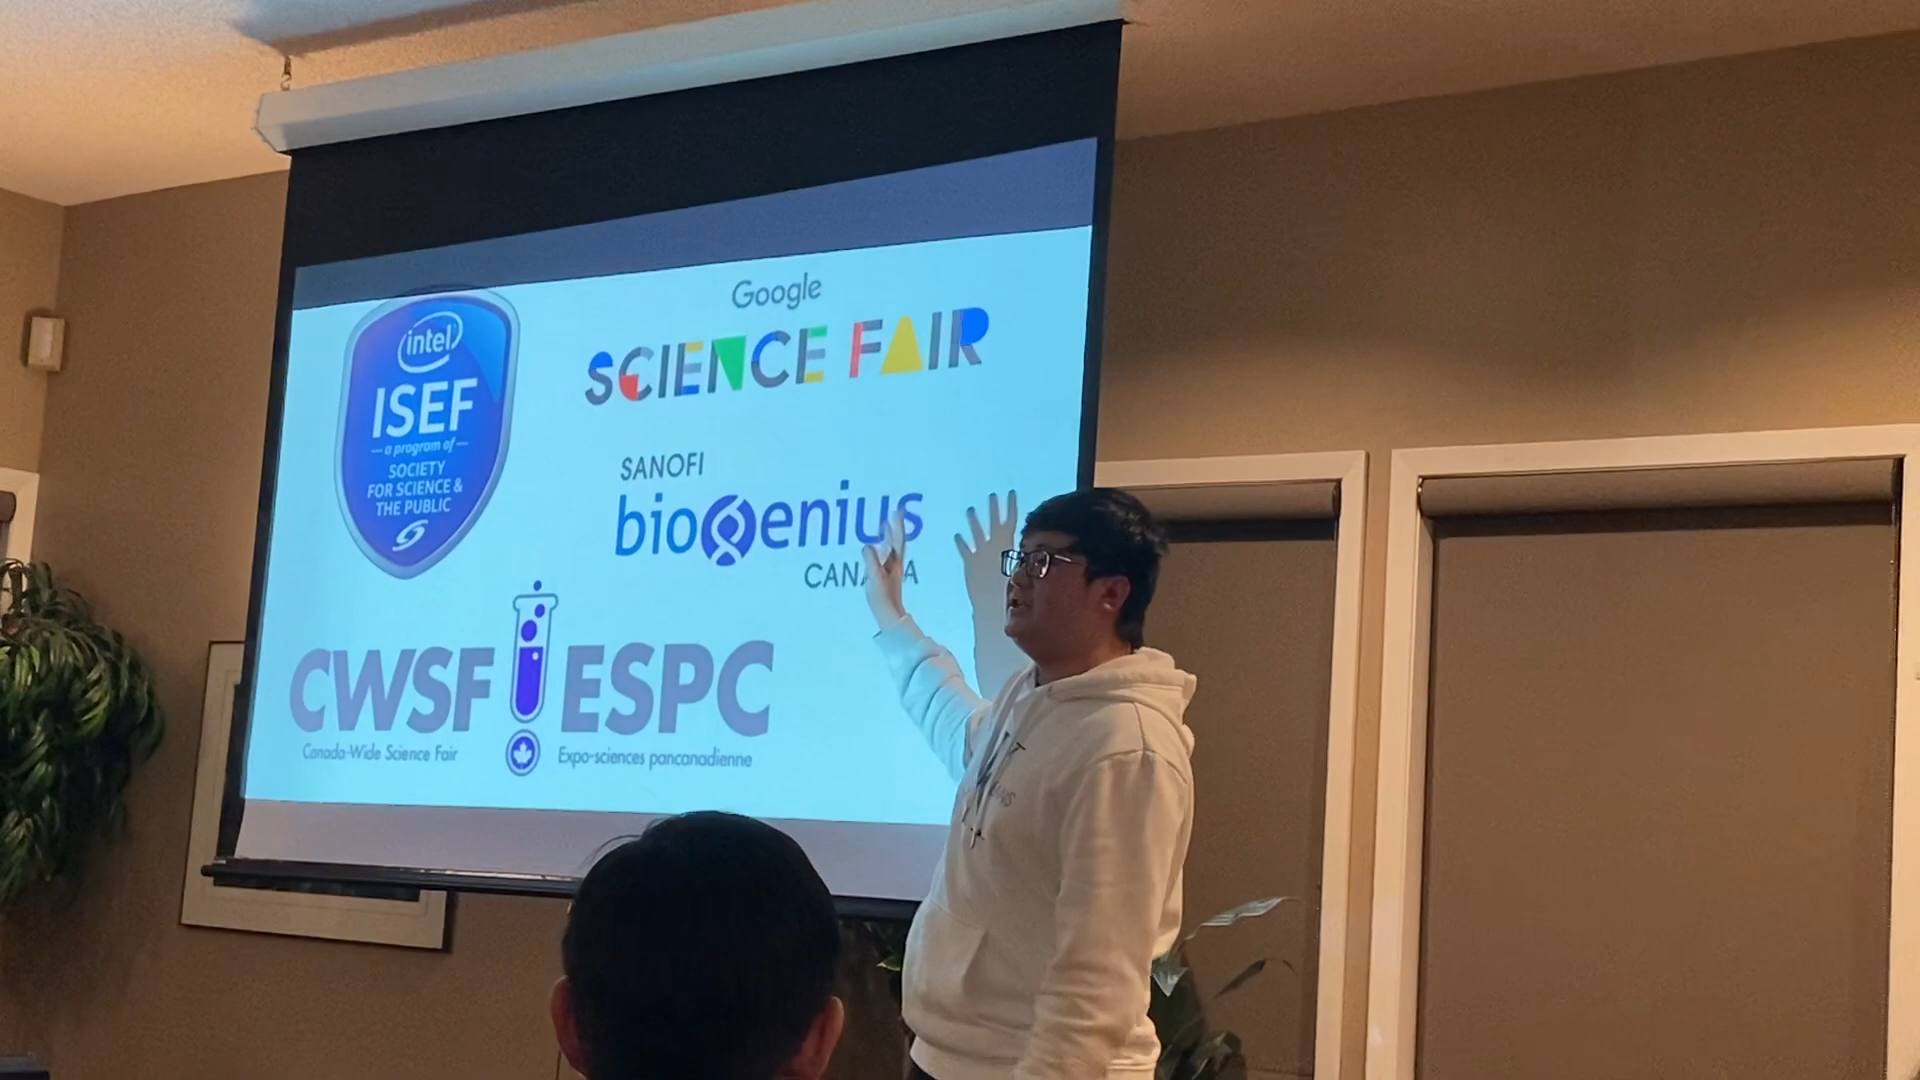 intel
ISEF
a program of
SOCIETY
FOR SCIENCE &
THE PUBLIC
Google
SCIENCE FAIR
SANOFI
bioGenius
CWSF ESPC
Canada-Wide Science Fair
Expo-sciences pancanadienne